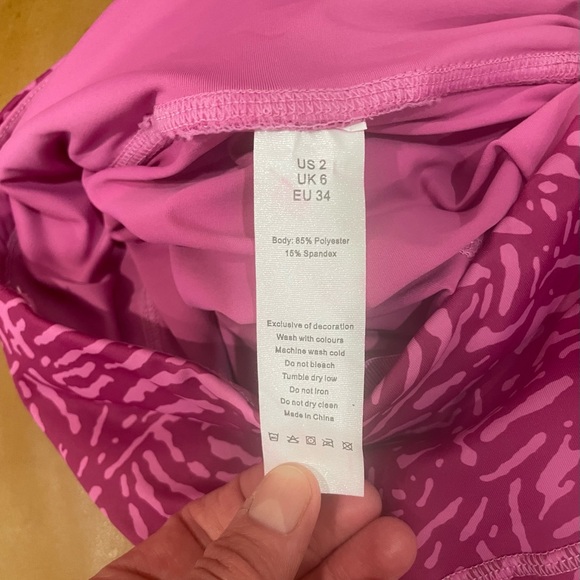 US 2
UK 6
EU 34
Body: 85% Polyester
15% Spandex
Exclusive of decoration
Wash with colours
Machine wash cold
Do not bleach
Tumble dry low
Do not Iron
Do not dry clean
Made in China